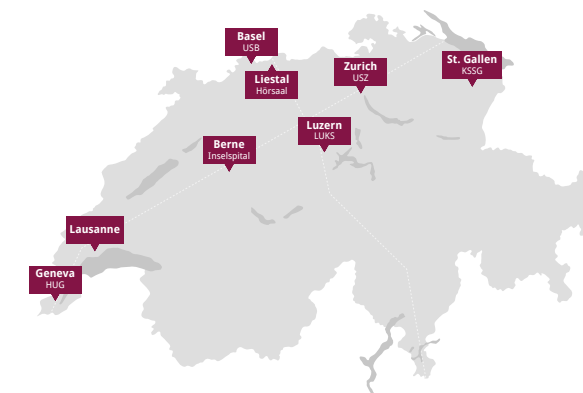 Basel
USB
Liestal
Hörsaal
Zurich
USZ
St. Gallen
KSSG
Luzern
LUKS
Berne
Inselspital
Lausanne
Geneva
HUG